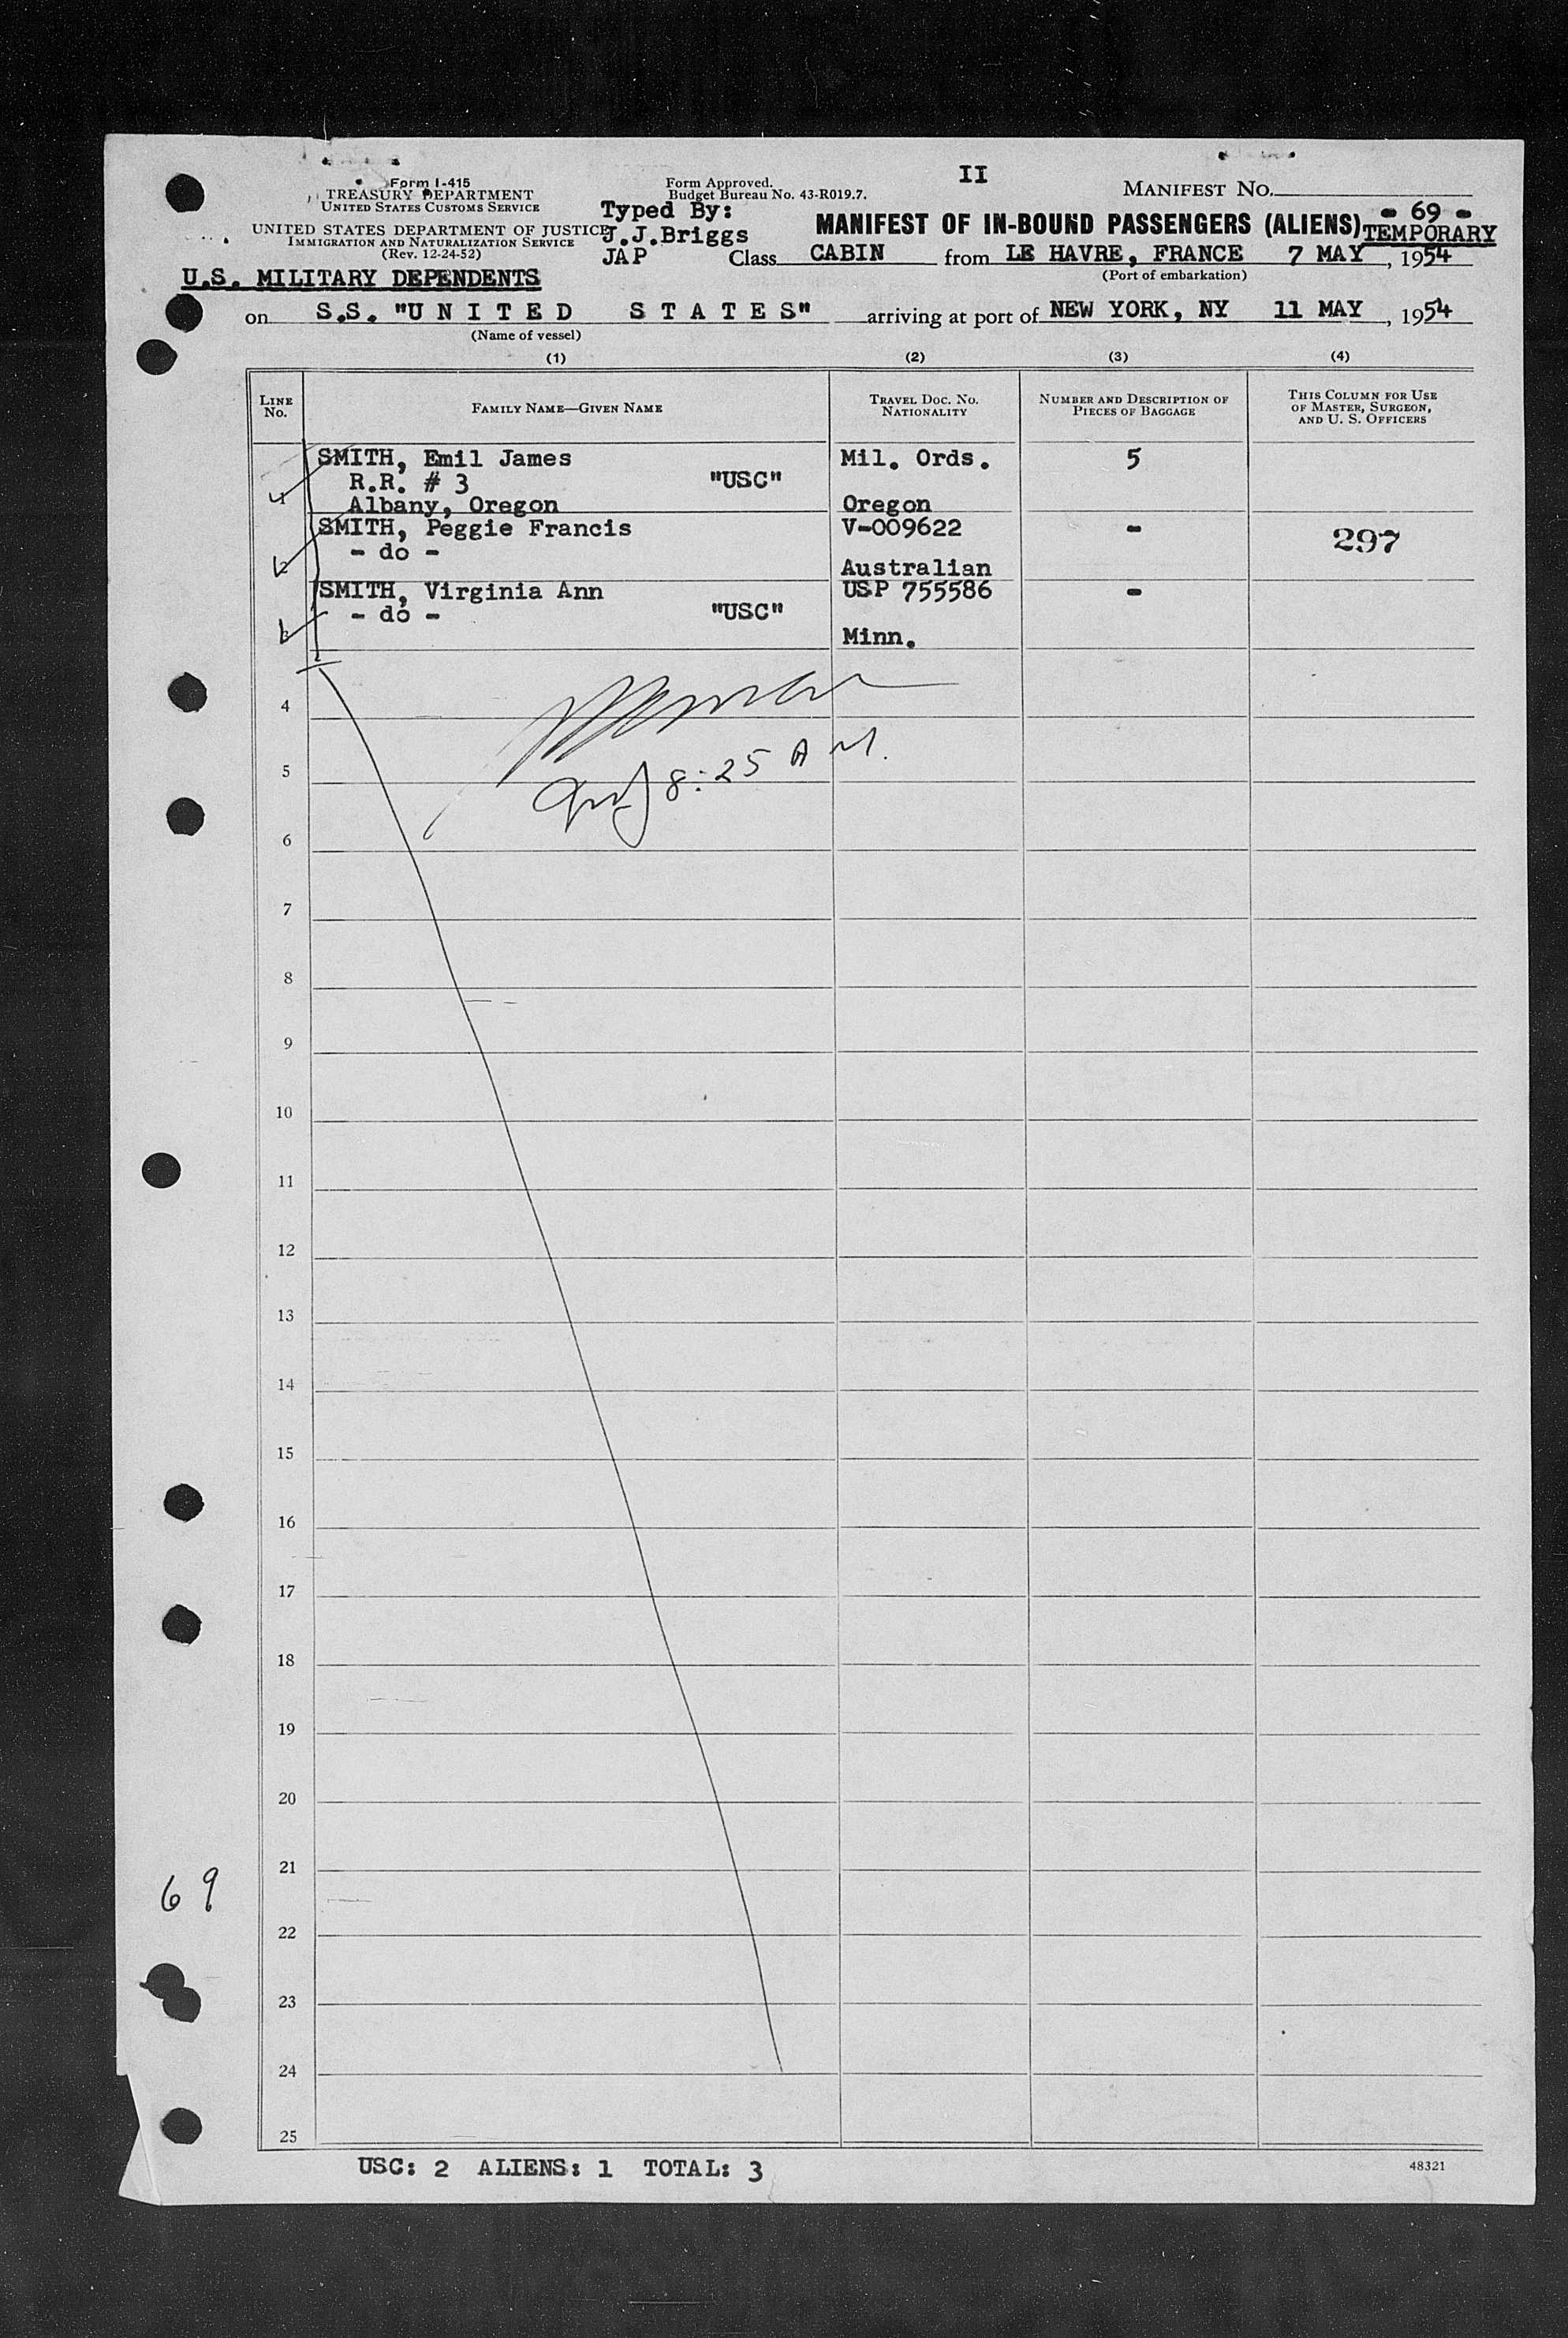 II
Form I-415
TREASURY DEPARTMENT
UNITED STATES CUSTOMS SERVICE
UNITED STATES DEPARTMENT OF JUSTICE
IMMIGRATION AND NATURALIZATION SERVICE
(Rev. 12-24-52)
Form Approved.
Budget Bureau No. 43-R019.7.
Typed By:
J.J.Briggs
JAP
MANIFEST NO.
- 69 -
MANIFEST OF IN-BOUND PASSENGERS (ALIENS) TEMPORARY
Class CABIN from LE HAVRE, FRANCE 7 MAY, 1954
(Port of embarkation)
U.S. MILITARY DEPENDENTS
on S.S. "UNITED STATES" arriving at port of NEW YORK, NY 11 MAY, 1954
(Name of vessel)
(1) (2) (3) (4)
LINE NO.
FAMILY NAME—GIVEN NAME
TRAVEL DOC. NO.
NATIONALITY
NUMBER AND DESCRIPTION OF
PIECES OF BAGGAGE
THIS COLUMN FOR USE
OF MASTER, SURGEON,
AND U. S. OFFICERS
SMITH, Emil James Mil. Ords. 5
1 R.R. # 3 "USC"
Albany, Oregon Oregon
SMITH, Peggie Francis V-009622 - 297
2 - do -
Australian
SMITH, Virginia Ann USP 755586 -
3 - do - "USC"
Minn.
4
5 8:25 AM.
6
7
8
9
10
11
12
13
14
15
16
17
18
19
20
21
69
22
23
24
25
USC: 2 ALIENS: 1 TOTAL: 3
48321